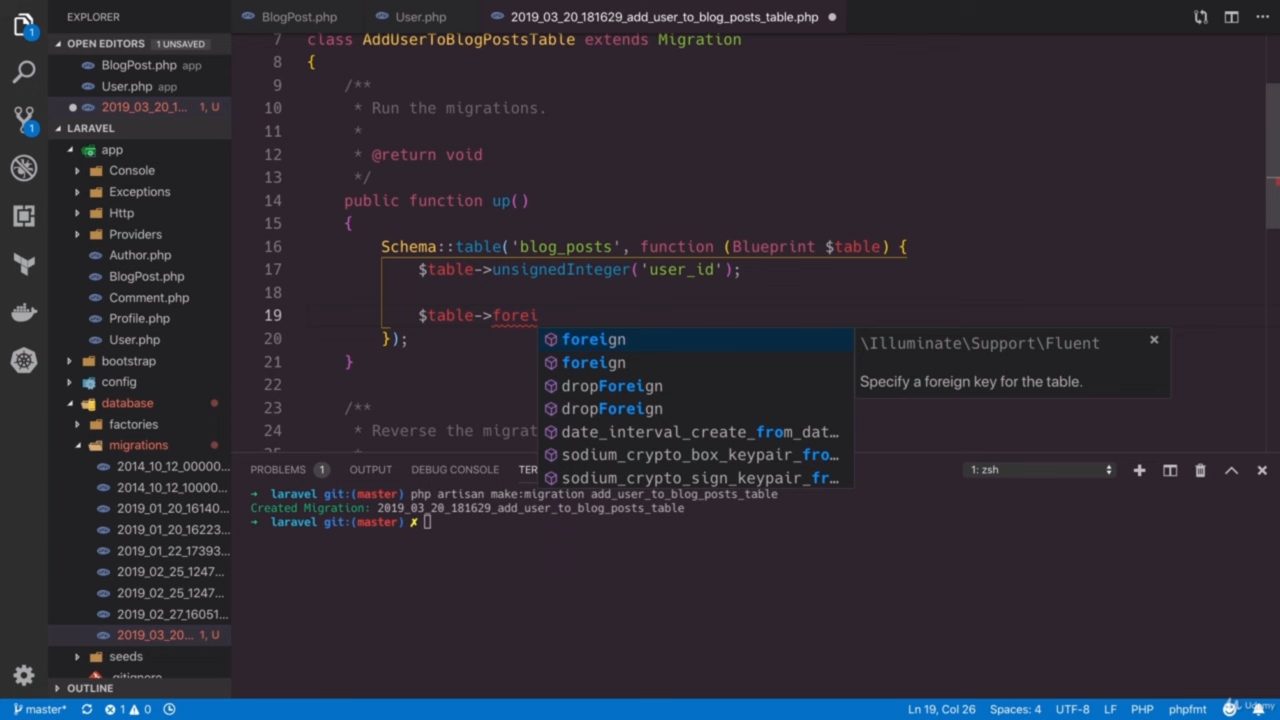 EXPLORER
BlogPost.php
User.php
2019_03_20_181629_add_user_to_blog_posts_table.php
OPEN EDITORS 1 UNSAVED
BlogPost.php app
User.php app
2019_03_20_1... 1, U
LARAVEL
app
Console
Exceptions
Http
Providers
Author.php
BlogPost.php
Comment.php
Profile.php
User.php
bootstrap
config
database
factories
migrations
2014_10_12_00000...
2014_10_12_10000...
2019_01_20_16140...
2019_01_20_16223...
2019_01_22_17393...
2019_02_25_1247...
2019_02_25_1247...
2019_02_27_16051...
2019_03_20... 1, U
seeds
.gitignore
OUTLINE
7 class AddUserToBlogPostsTable extends Migration
8 {
9 /**
10 * Run the migrations.
11 *
12 * @return void
13 */
14 public function up()
15 {
16 Schema::table('blog_posts', function (Blueprint $table) {
17 $table->unsignedInteger('user_id');
18
19 $table->forei
20 });
21 }
22
23 /**
24 * Reverse the migrat
foreign
foreign
dropForeign
dropForeign
date_interval_create_from_dat...
sodium_crypto_box_keypair_fro...
sodium_crypto_sign_keypair_fr...
\Illuminate\Support\Fluent
Specify a foreign key for the table.
PROBLEMS 1 OUTPUT DEBUG CONSOLE TER
1: zsh
→ laravel git:(master) php artisan make:migration add_user_to_blog_posts_table
Created Migration: 2019_03_20_181629_add_user_to_blog_posts_table
→ laravel git:(master) ✗
master* 1 0 Ln 19, Col 26 Spaces: 4 UTF-8 LF PHP phpfmt
Udemy